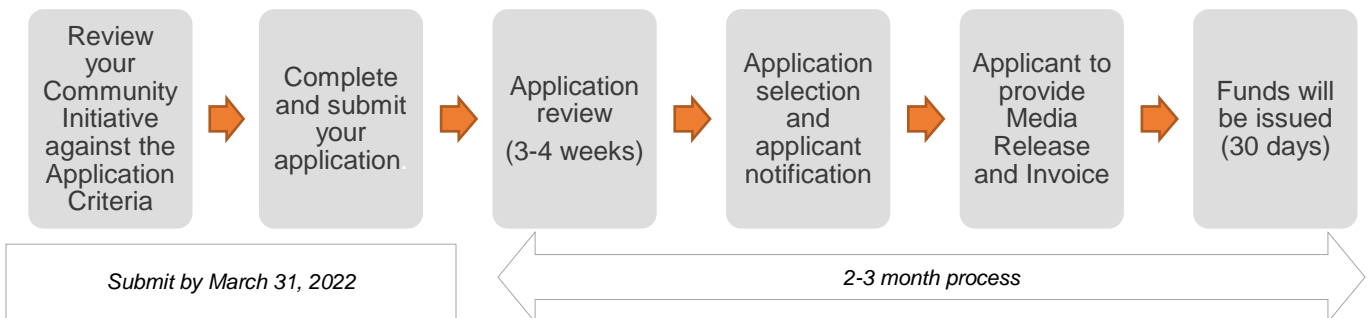 Review
your
Community
Initiative
against the
Application
Criteria
Complete
and submit
your
application.
Application
review
(3-4 weeks)
Application
selection
and
applicant
notification
Applicant to
provide
Media
Release
and Invoice
Funds will
be issued
(30 days)
Submit by March 31, 2022
2-3 month process